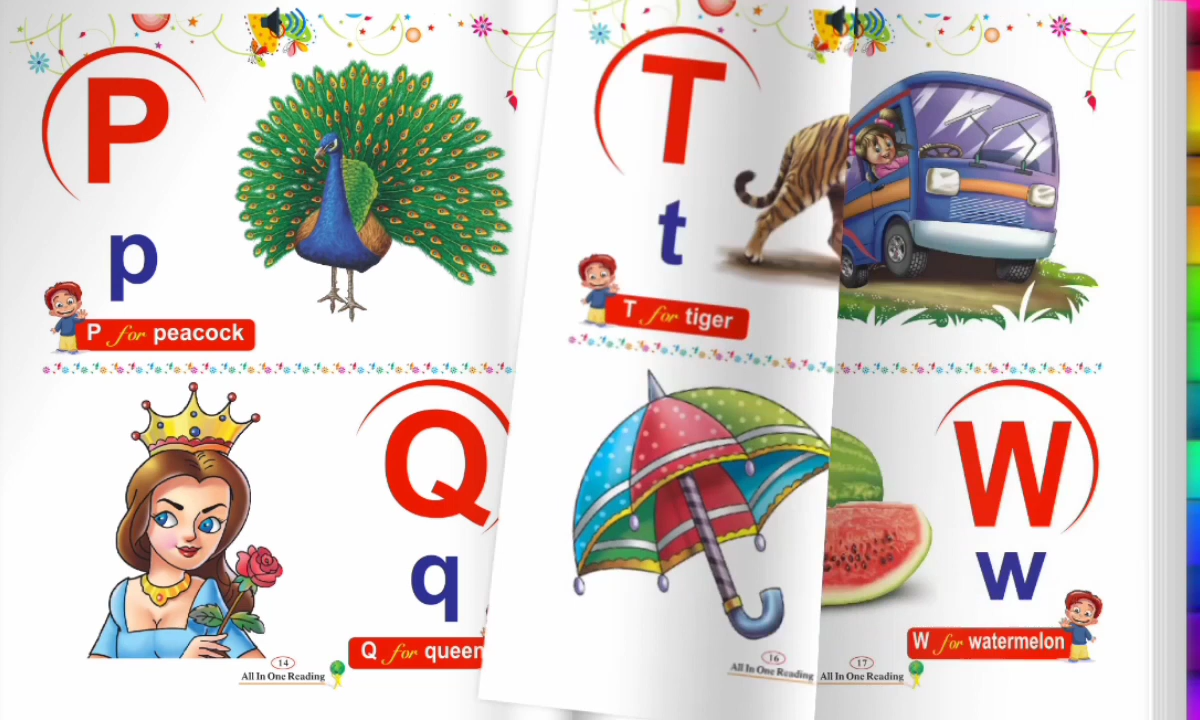 P
p
P for peacock
Q
q
Q for queen
14
All In One Reading
T
t
T for tiger
16
All In One Reading
W
w
W for watermelon
17
All In One Reading